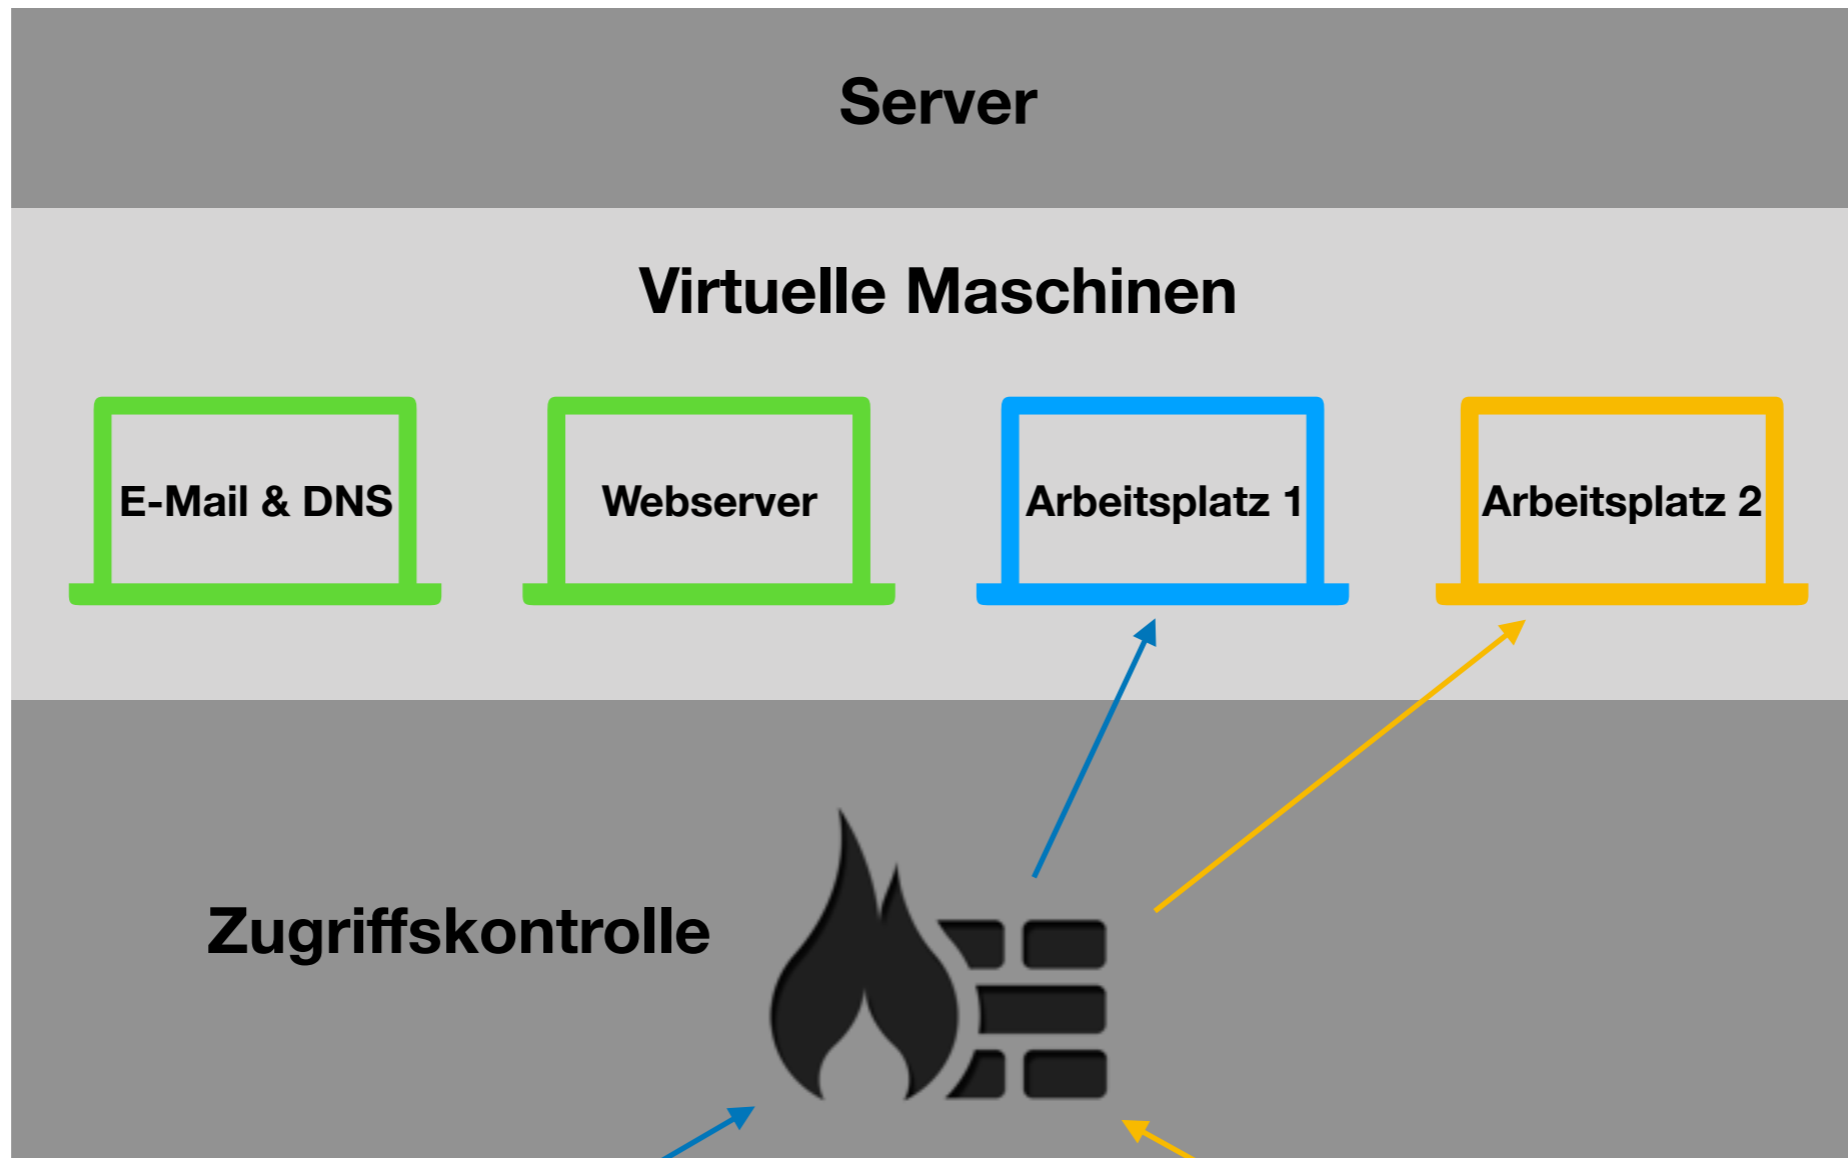 Server
Virtuelle Maschinen
E-Mail & DNS
Webserver
Arbeitsplatz 1
Arbeitsplatz 2
Zugriffskontrolle